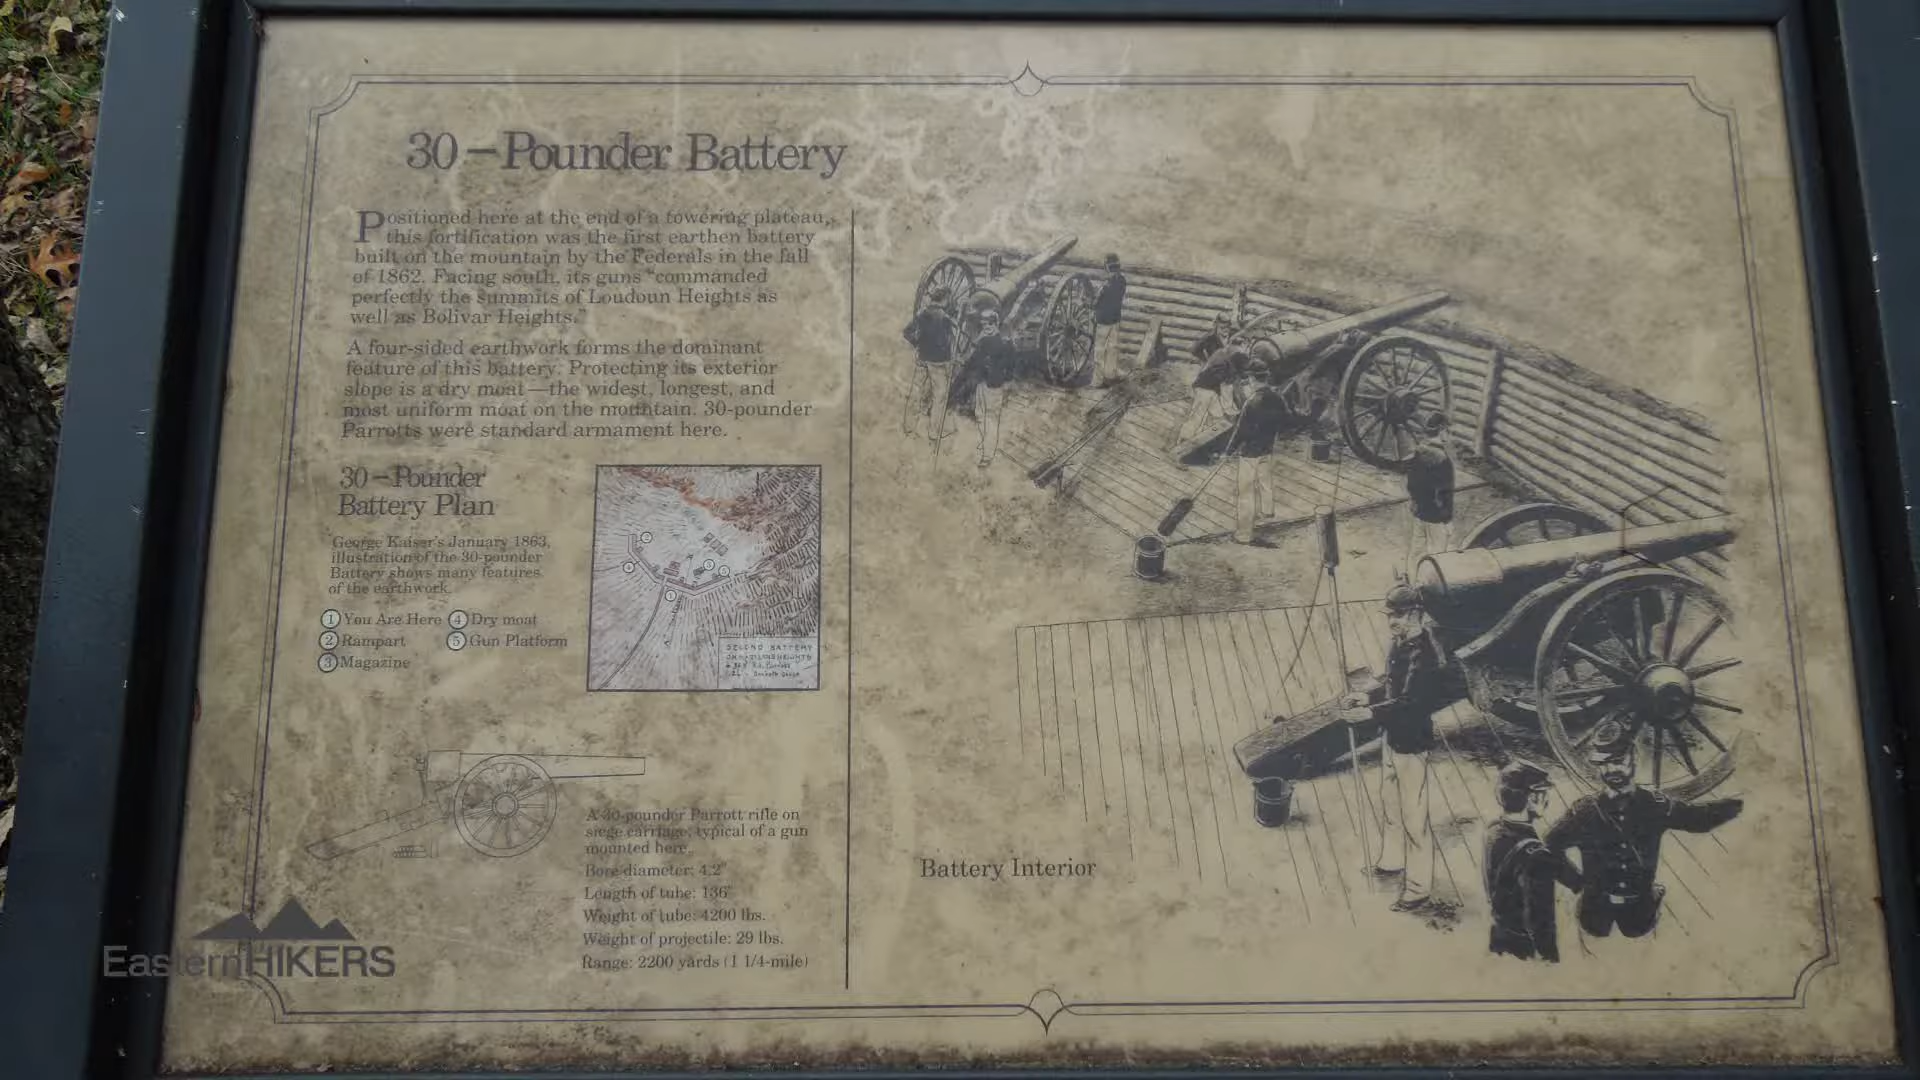 30-Pounder Battery
Positioned here at the end of a towering plateau,
this fortification was the first earthen battery
built on the mountain by the Federals in the fall
of 1862. Facing south, its guns "commanded
perfectly the summits of Loudoun Heights as
well as Bolivar Heights."
A four-sided earthwork forms the dominant
feature of this battery. Protecting its exterior
slope is a dry moat—the widest, longest, and
most uniform moat on the mountain. 30-pounder
Parrotts were standard armament here.
30-Pounder
Battery Plan
George Kaiser's January 1863,
illustration of the 30-pounder
Battery shows many features
of the earthwork.
1 You Are Here 4 Dry moat
2 Rampart 5 Gun Platform
3 Magazine
2
4
3
5
1
SECOND BATTERY
A 30-pounder Parrott rifle on
siege carriage, typical of a gun
mounted here.
Bore diameter: 4.2"
Length of tube: 136"
Weight of tube: 4200 lbs.
Weight of projectile: 29 lbs.
Range: 2200 yards (1 1/4-mile)
Battery Interior
EasternHIKERS